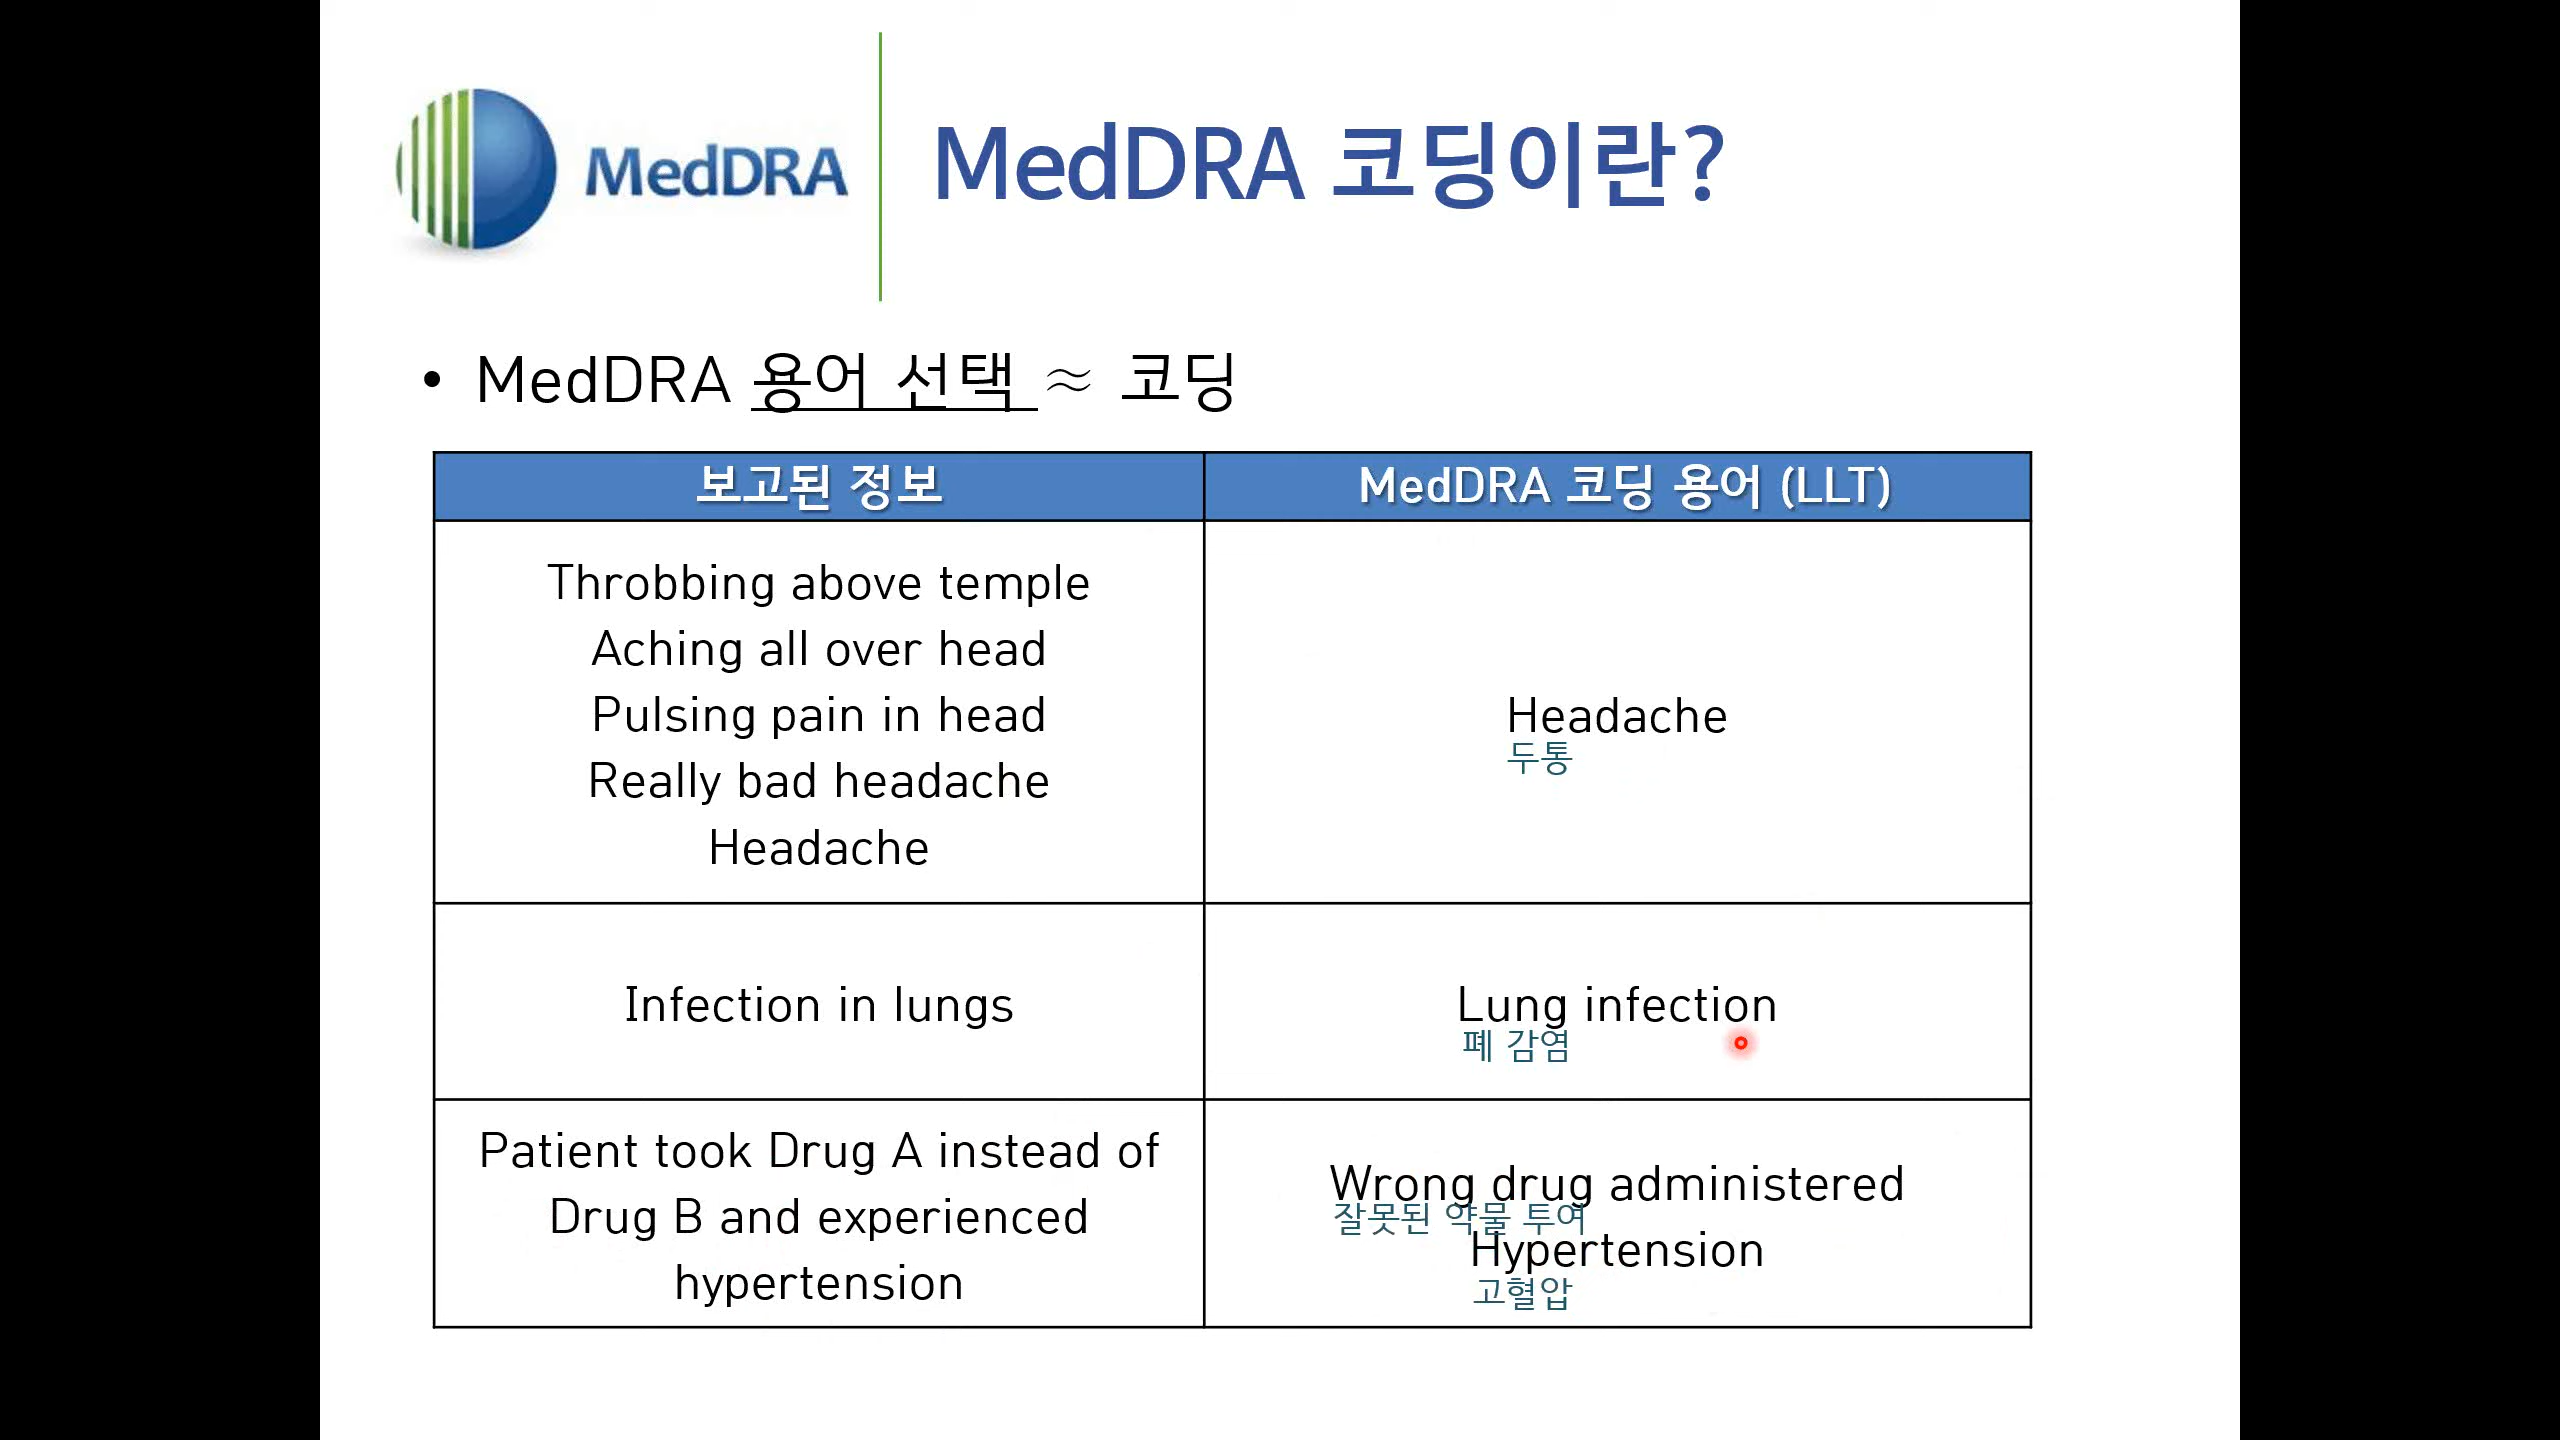 MedDRA
MedDRA 코딩이란?
• MedDRA 용어 선택 ≈ 코딩
보고된 정보
MedDRA 코딩 용어 (LLT)
Throbbing above temple
Aching all over head
Pulsing pain in head
Really bad headache
Headache
Headache
두통
Infection in lungs
Lung infection
폐 감염
Patient took Drug A instead of
Drug B and experienced
hypertension
Wrong drug administered
잘못된 약물 투여
Hypertension
고혈압